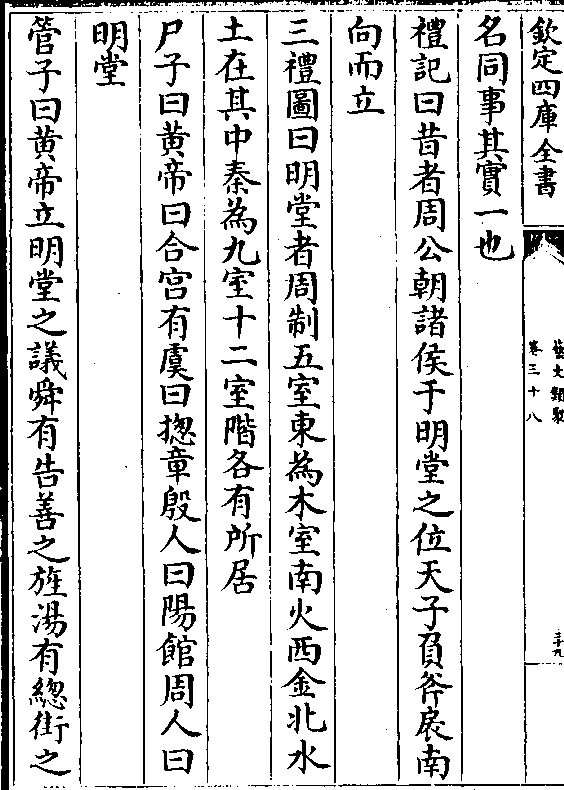 欽定四庫全書
藝文類聚
卷三十八
三十九
名同事其實一也
禮記曰昔者周公朝諸侯于明堂之位天子負斧扆南
向而立
三禮圖曰明堂者周制五室東為木室南火西金北水
土在其中秦為九室十二室階各有所居
尸子曰黄帝曰合宮有虞曰揔章殷人曰陽館周人曰
明堂
管子曰黄帝立明堂之議舜有告善之旌湯有總街之